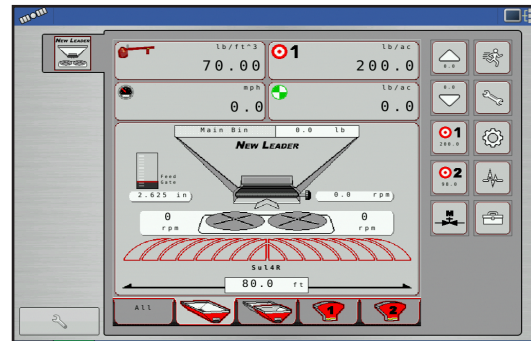 NEW LEADER
lb/ft^3
70.00
1
lb/ac
200.0
mph
0.0
lb/ac
0.0
0.0
0.0
1
200.0
2
90.0
M
Main Bin
0.0 lb
NEW LEADER
Feed
Gate
2.625 in
0.0 rpm
0
rpm
0
rpm
Sul4R
80.0 ft
All
1
2